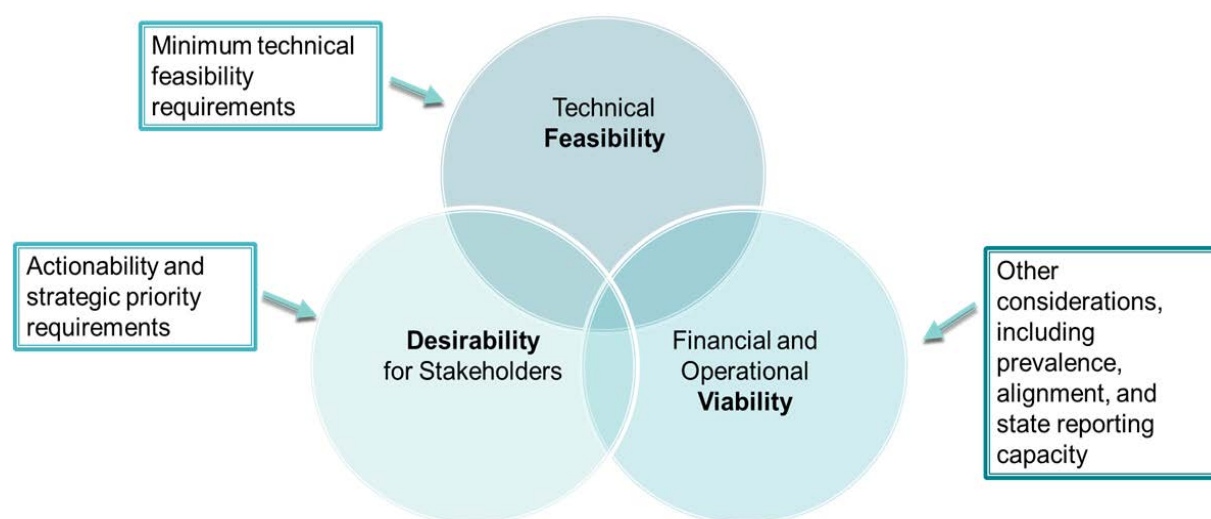 Minimum technical
feasibility
requirements
Technical
Feasibility
Actionability and
strategic priority
requirements
Desirability
for Stakeholders
Financial and
Operational
Viability
Other
considerations,
including
prevalence,
alignment, and
state reporting
capacity